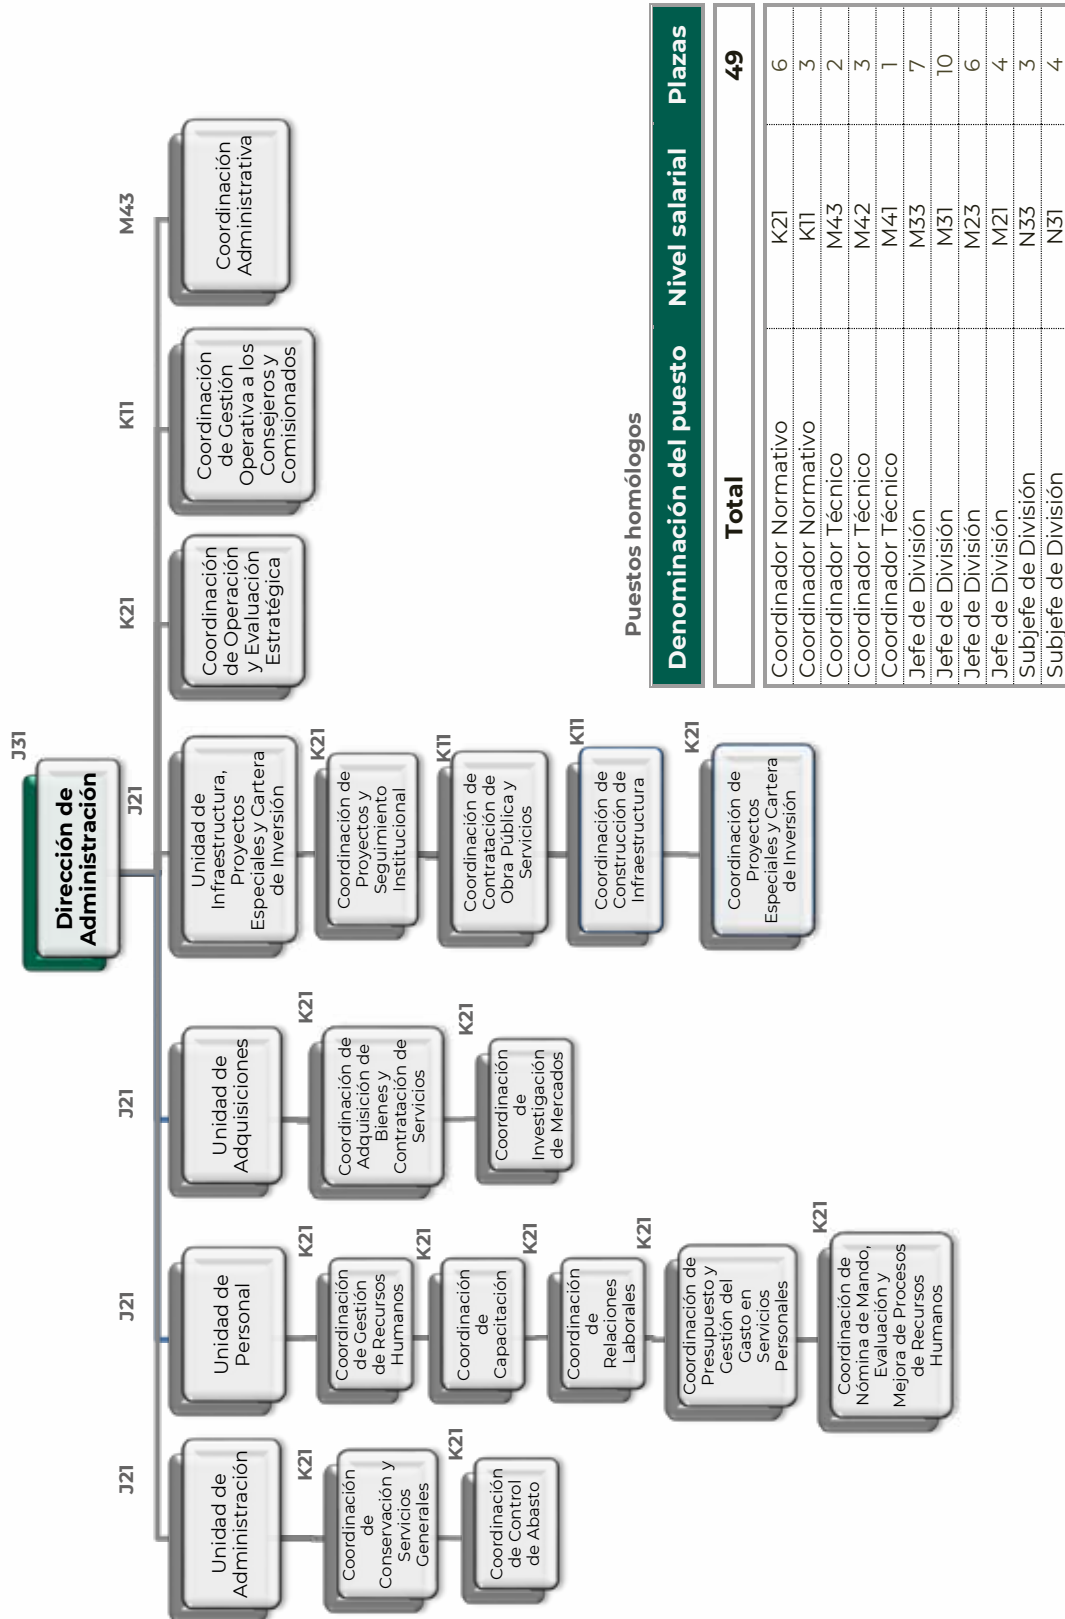 J31
Dirección de
Administración
J21
Unidad de
Administración
K21
Coordinación
de
Conservación y
Servicios
Generales
K21
Coordinación
de Control
de Abasto
J21
Unidad de
Personal
K21
Coordinación
de Gestión
de Recursos
Humanos
K21
Coordinación
de
Capacitación
K21
Coordinación
de
Relaciones
Laborales
K21
Coordinación de
Presupuesto y
Gestión del
Gasto en
Servicios
Personales
K21
Coordinación de
Nómina de Mando,
Evaluación y
Mejora de Procesos
de Recursos
Humanos
J21
Unidad de
Adquisiciones
K21
Coordinación de
Adquisición de
Bienes y
Contratación de
Servicios
K21
Coordinación
de
Investigación
de Mercados
J21
Unidad de
Infraestructura,
Proyectos
Especiales y Cartera
de Inversión
K21
Coordinación de
Proyectos y
Seguimiento
Institucional
K11
Coordinación de
Contratación de
Obra Pública y
Servicios
K11
Coordinación de
Construcción de
Infraestructura
K21
Coordinación de
Proyectos
Especiales y Cartera
de Inversión
K21
Coordinación
de Operación
y Evaluación
Estratégica
K11
Coordinación
de Gestión
Operativa a los
Consejeros y
Comisionados
M43
Coordinación
Administrativa
Puestos homólogos
Denominación del puesto Nivel salarial Plazas
Total 49
Coordinador Normativo K21 6
Coordinador Normativo K11 3
Coordinador Técnico M43 2
Coordinador Técnico M42 3
Coordinador Técnico M41 1
Jefe de División M33 7
Jefe de División M31 10
Jefe de División M23 6
Jefe de División M21 4
Subjefe de División N33 3
Subjefe de División N31 4